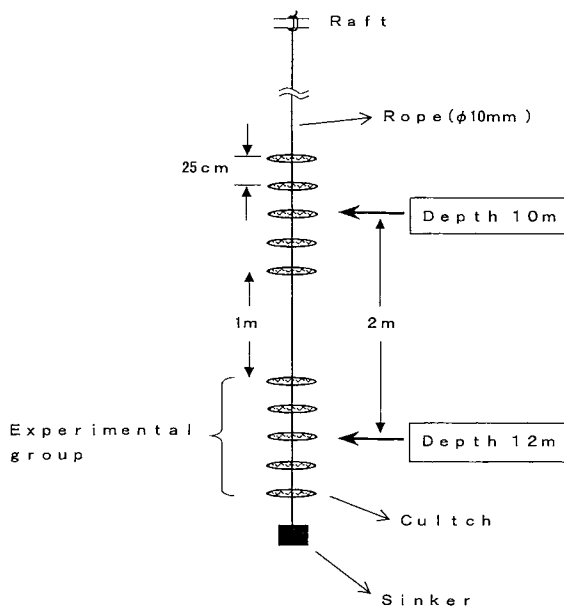 Raft
Rope(φ10mm)
25cm
Depth 10m
1m
2m
Experimental
group
Depth 12m
Cultch
Sinker